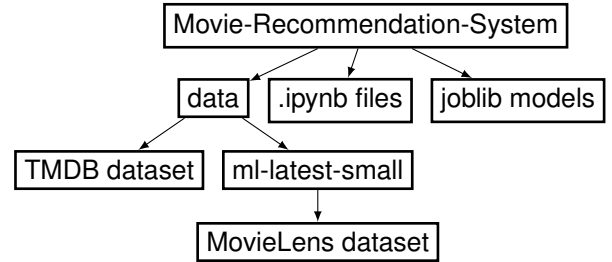 Movie-Recommendation-System
data
.ipynb files
joblib models
TMDB dataset
ml-latest-small
MovieLens dataset